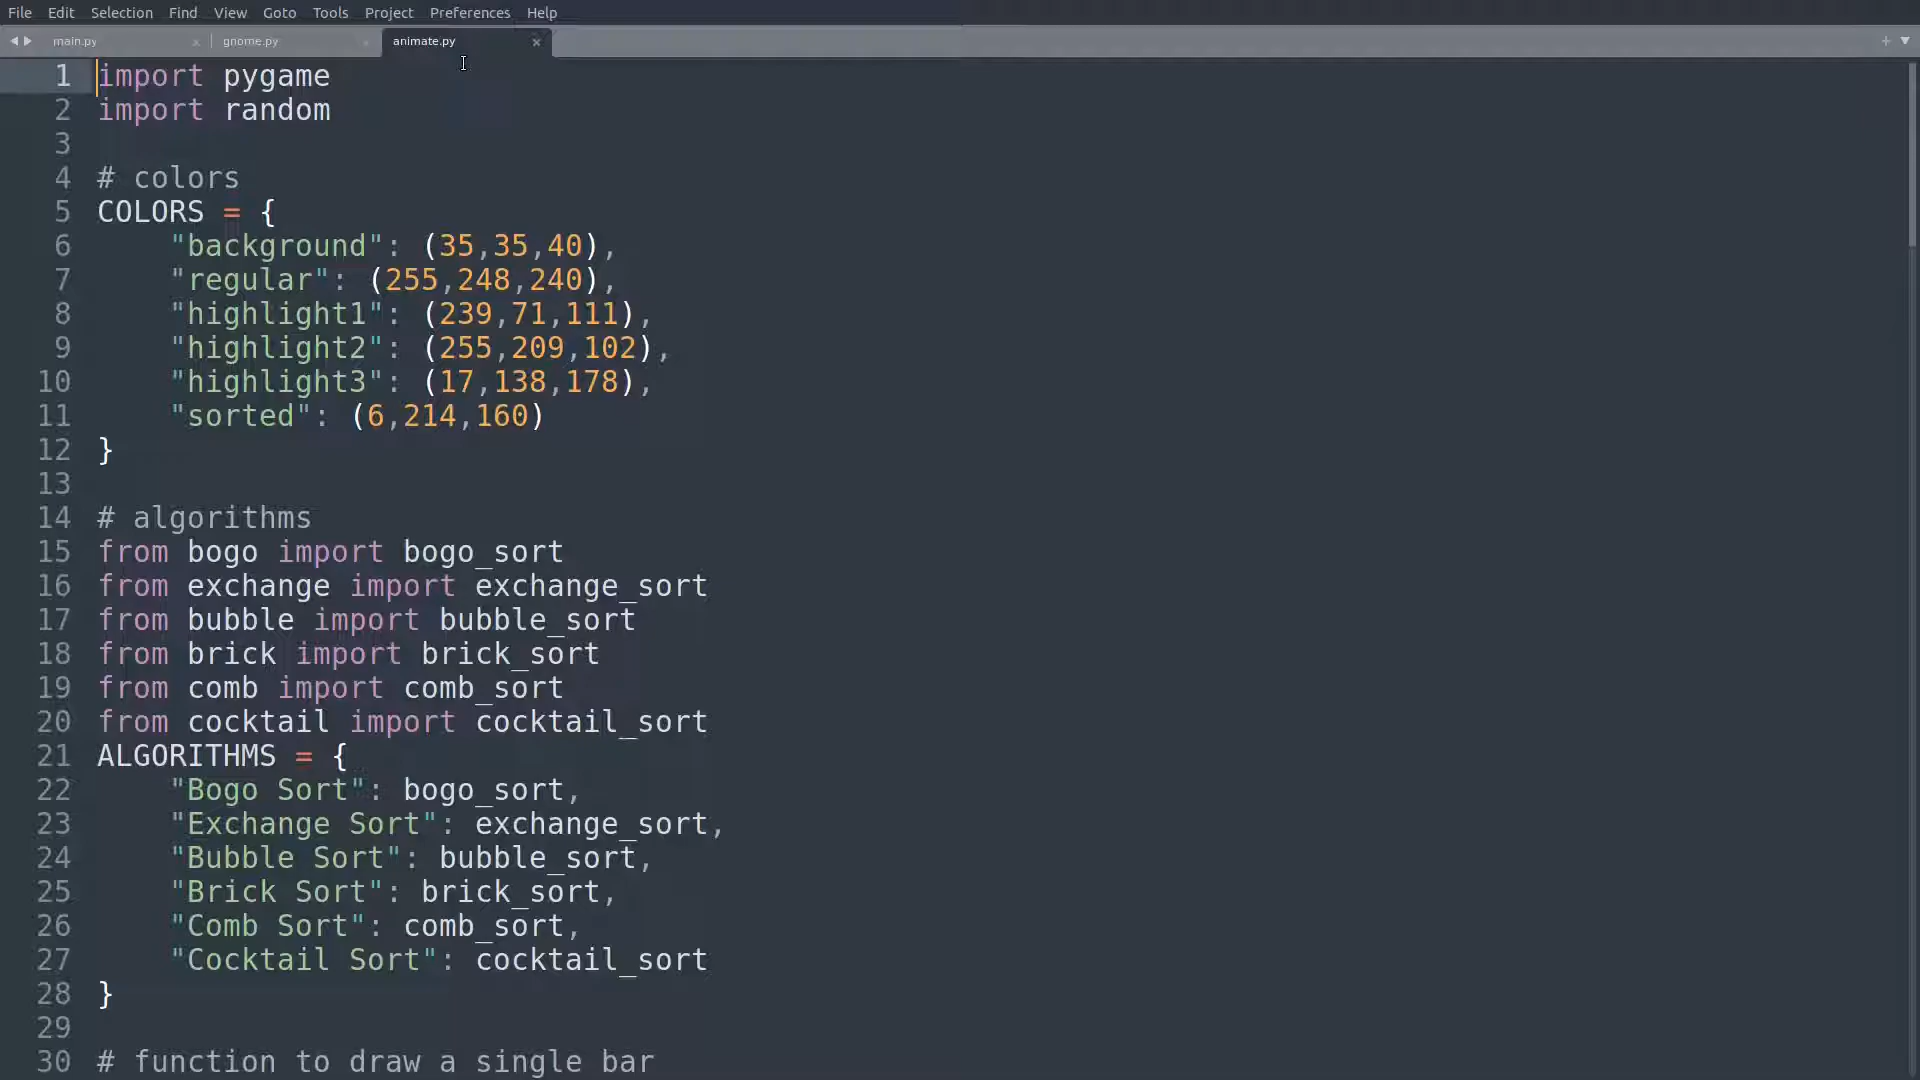 File Edit Selection Find View Goto Tools Project Preferences Help
main.py gnome.py animate.py
1 import pygame
2 import random
3
4 # colors
5 COLORS = {
6 "background": (35,35,40),
7 "regular": (255,248,240),
8 "highlight1": (239,71,111),
9 "highlight2": (255,209,102),
10 "highlight3": (17,138,178),
11 "sorted": (6,214,160)
12 }
13
14 # algorithms
15 from bogo import bogo_sort
16 from exchange import exchange_sort
17 from bubble import bubble_sort
18 from brick import brick_sort
19 from comb import comb_sort
20 from cocktail import cocktail_sort
21 ALGORITHMS = {
22 "Bogo Sort": bogo_sort,
23 "Exchange Sort": exchange_sort,
24 "Bubble Sort": bubble_sort,
25 "Brick Sort": brick_sort,
26 "Comb Sort": comb_sort,
27 "Cocktail Sort": cocktail_sort
28 }
29
30 # function to draw a single bar